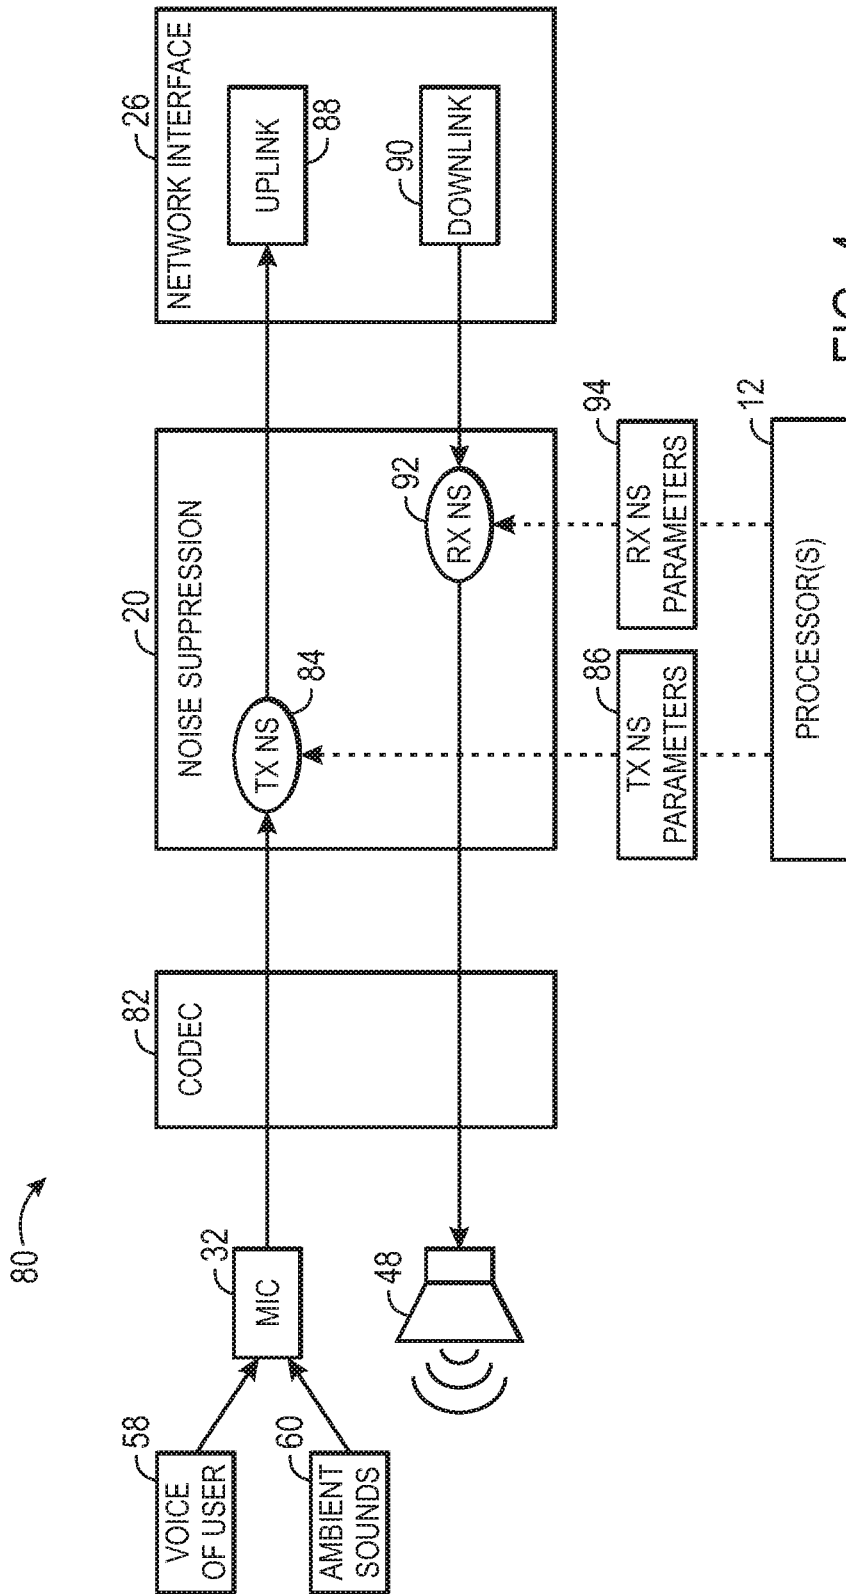 80
58
VOICE
OF USER
60
AMBIENT
SOUNDS
32
MIC
48
82
CODEC
20
NOISE SUPPRESSION
TX NS
84
92
RX NS
26
NETWORK INTERFACE
UPLINK
88
90
DOWNLINK
86
TX NS
PARAMETERS
94
RX NS
PARAMETERS
12
PROCESSOR(S)